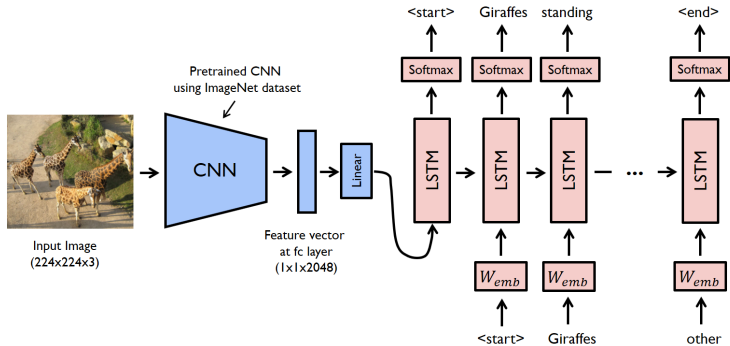 <start>
Giraffes
standing
<end>
Softmax
Softmax
Softmax
Softmax
Pretrained CNN
using ImageNet dataset
CNN
Linear
LSTM
LSTM
LSTM
...
LSTM
Input Image
(224x224x3)
Feature vector
at fc layer
(1x1x2048)
W_emb
W_emb
W_emb
<start>
Giraffes
other